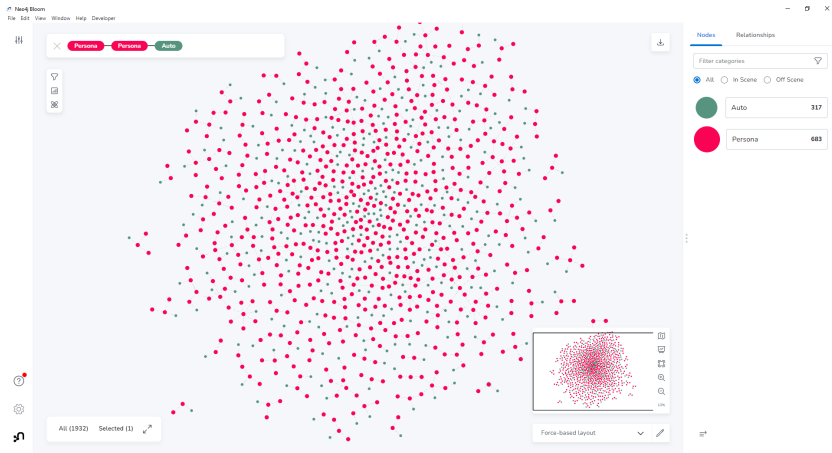 Neo4j Bloom
File Edit View Window Help Developer
Persona Persona Auto
Nodes Relationships
Filter categories
All In Scene Off Scene
Auto 317
Persona 683
All (1932) Selected (1)
Force-based layout